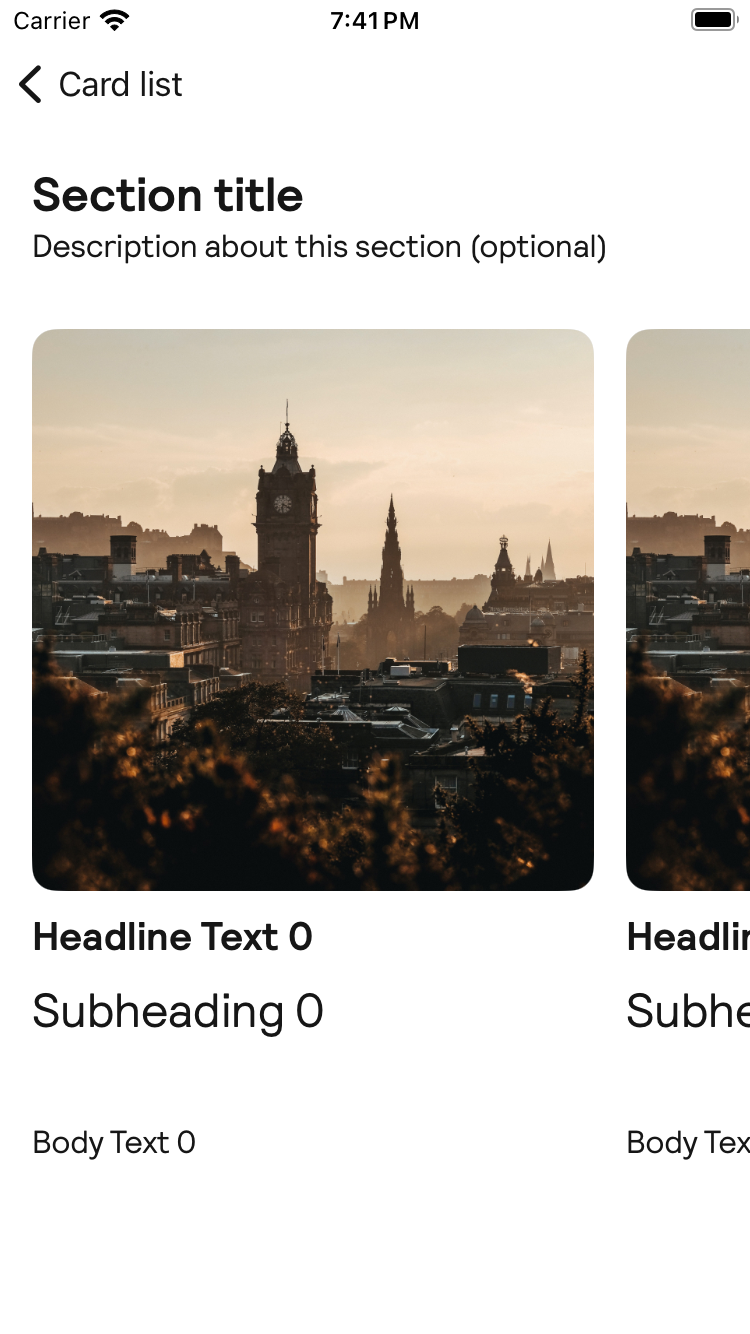 Carrier 7:41 PM
Card list
Section title
Description about this section (optional)
Headline Text 0
Headlin
Subheading 0
Subhe
Body Text 0
Body Tex